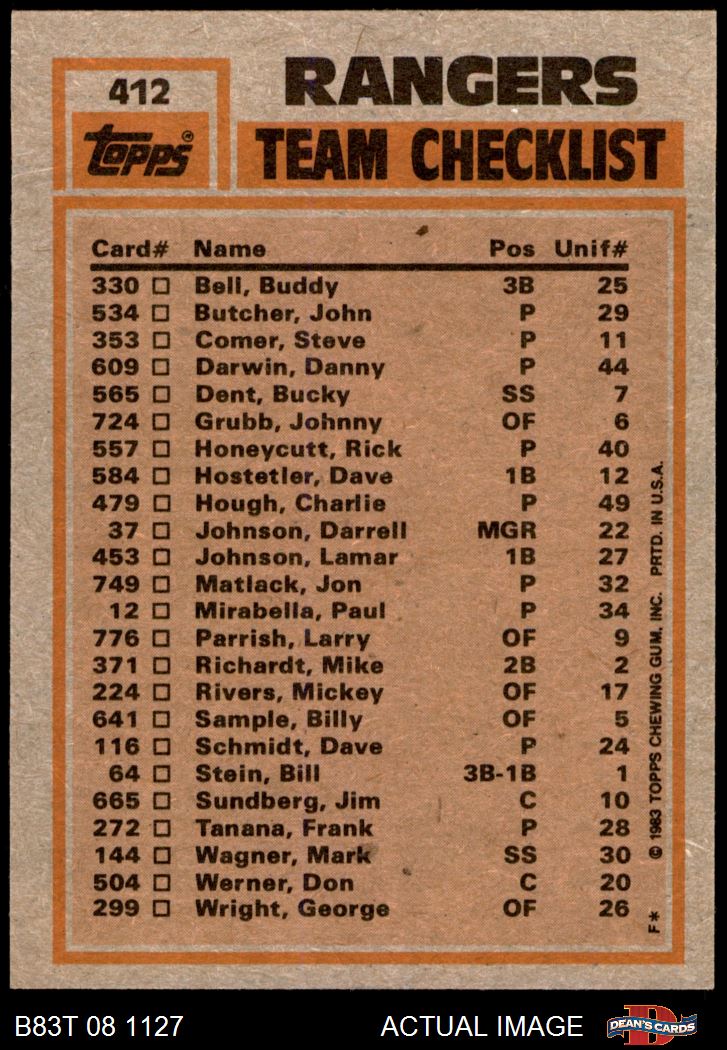 412
RANGERS
Topps®
TEAM CHECKLIST
Card# Name Pos Unif#
330 Bell, Buddy 3B 25
534 Butcher, John P 29
353 Comer, Steve P 11
609 Darwin, Danny P 44
565 Dent, Bucky SS 7
724 Grubb, Johnny OF 6
557 Honeycutt, Rick P 40
584 Hostetler, Dave 1B 12
479 Hough, Charlie P 49
37 Johnson, Darrell MGR 22
453 Johnson, Lamar 1B 27
749 Matlack, Jon P 32
12 Mirabella, Paul P 34
776 Parrish, Larry OF 9
371 Richardt, Mike 2B 2
224 Rivers, Mickey OF 17
641 Sample, Billy OF 5
116 Schmidt, Dave P 24
64 Stein, Bill 3B-1B 1
665 Sundberg, Jim C 10
272 Tanana, Frank P 28
144 Wagner, Mark SS 30
504 Werner, Don C 20
299 Wright, George OF 26
F* © 1983 TOPPS CHEWING GUM, INC. PRTD. IN U.S.A.
B83T 08 1127
ACTUAL IMAGE
D
DEAN'S CARDS